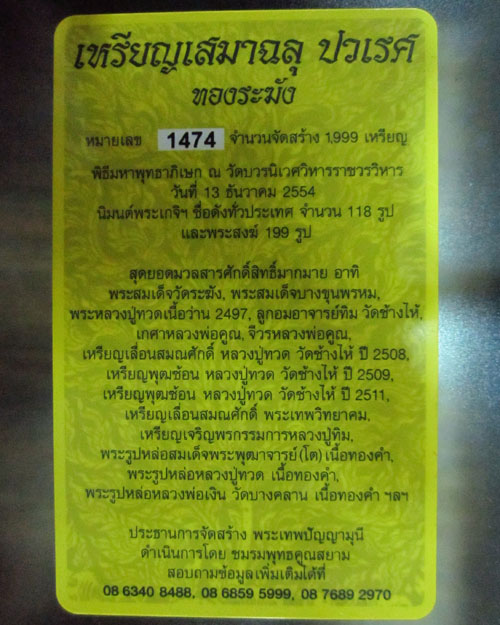 เหรียญเสมาฉลุ ปวเรศ
ทองระฆัง
หมายเลข 1474 จำนวนจัดสร้าง 1,999 เหรียญ
พิธีมหาพุทธาภิเษก ณ วัดบวรนิเวศวิหารราชวรวิหาร
วันที่ 13 ธันวาคม 2554
นิมนต์พระเกจิฯ ชื่อดังทั่วประเทศ จำนวน 118 รูป
และพระสงฆ์ 199 รูป
สุดยอดมวลสารศักดิ์สิทธิ์มากมาย อาทิ
พระสมเด็จวัดระฆัง, พระสมเด็จบางขุนพรหม,
พระหลวงปู่ทวดเนื้อว่าน 2497, ลูกอมอาจารย์ทิม วัดช้างไห้,
เกศาหลวงพ่อคูณ, จีวรหลวงพ่อคูณ,
เหรียญเลื่อนสมณศักดิ์ หลวงปู่ทวด วัดช้างไห้ ปี 2508,
เหรียญพุฒซ้อน หลวงปู่ทวด วัดช้างไห้ ปี 2509,
เหรียญพุฒซ้อน หลวงปู่ทวด วัดช้างไห้ ปี 2511,
เหรียญเลื่อนสมณศักดิ์ พระเทพวิทยาคม,
เหรียญเจริญพรกรรมการหลวงปู่ทิม,
พระรูปหล่อสมเด็จพระพุฒาจารย์(โต) เนื้อทองคำ,
พระรูปหล่อหลวงปู่ทวด เนื้อทองคำ,
พระรูปหล่อหลวงพ่อเงิน วัดบางคลาน เนื้อทองคำ ฯลฯ
ประธานการจัดสร้าง พระเทพปัญญามุนี
ดำเนินการโดย ชมรมพุทธคูณสยาม
สอบถามข้อมูลเพิ่มเติมได้ที่
08 6340 8488, 08 6859 5999, 08 7689 2970